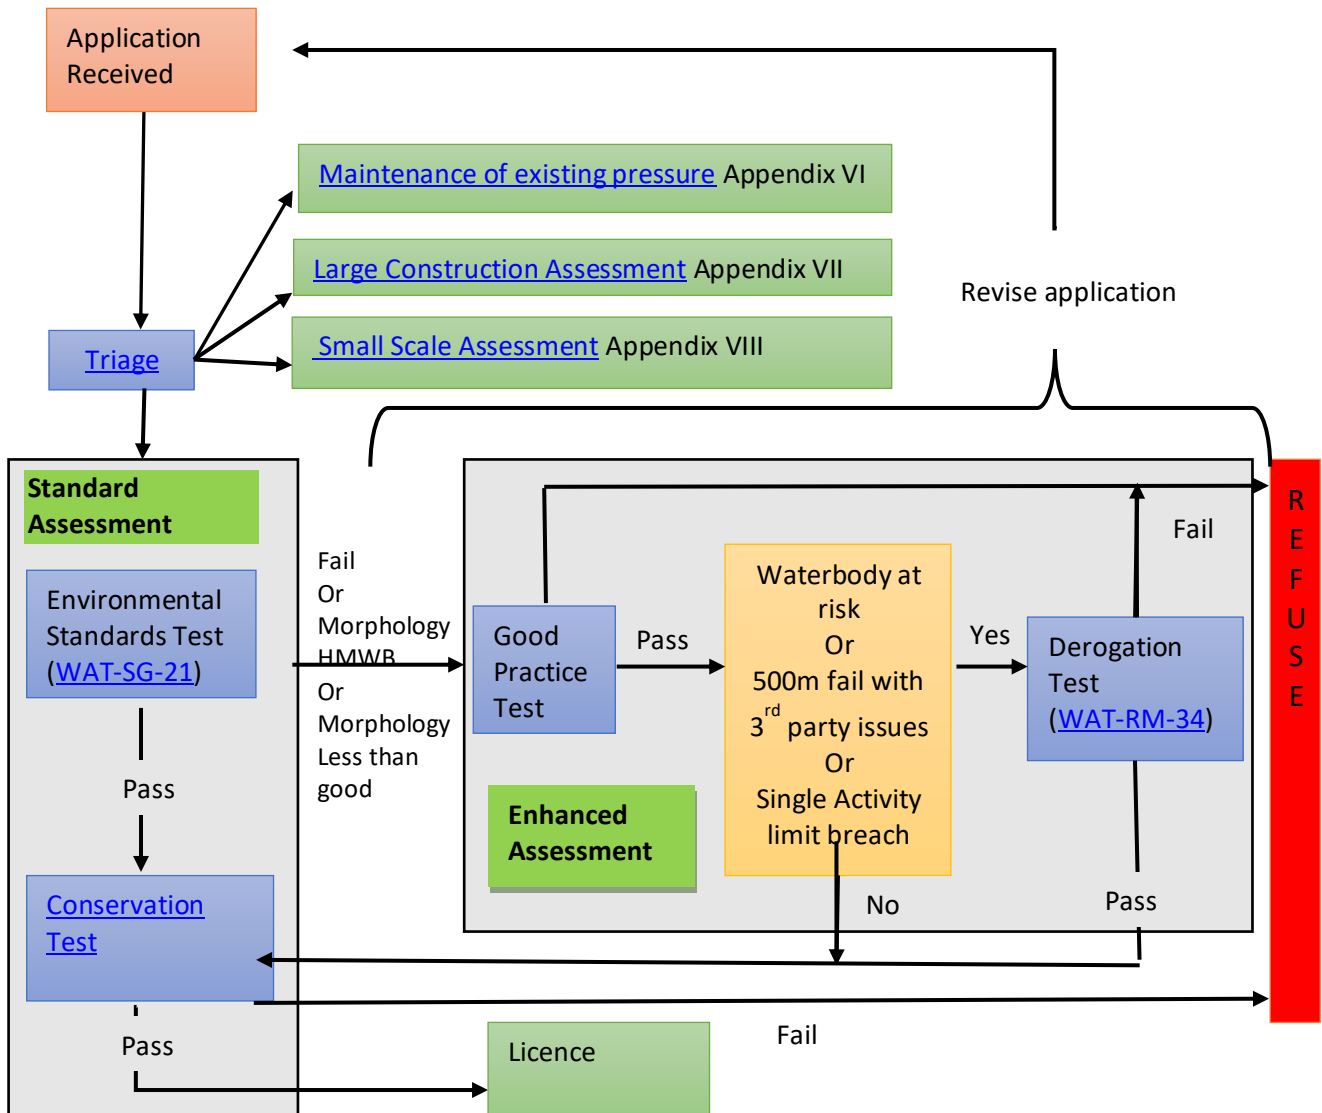 Application
Received
Maintenance of existing pressure Appendix VI
Large Construction Assessment Appendix VII
Small Scale Assessment Appendix VIII
Triage
Revise application
Standard
Assessment
Environmental
Standards Test
(WAT-SG-21)
Pass
Conservation
Test
Pass
Fail
Or
Morphology
HMWB
Or
Morphology
Less than
good
Good
Practice
Test
Pass
Enhanced
Assessment
Waterbody at
risk
Or
500m fail with
3rd party issues
Or
Single Activity
limit breach
Yes
No
Derogation
Test
(WAT-RM-34)
Fail
Pass
REFUSE
Fail
Licence